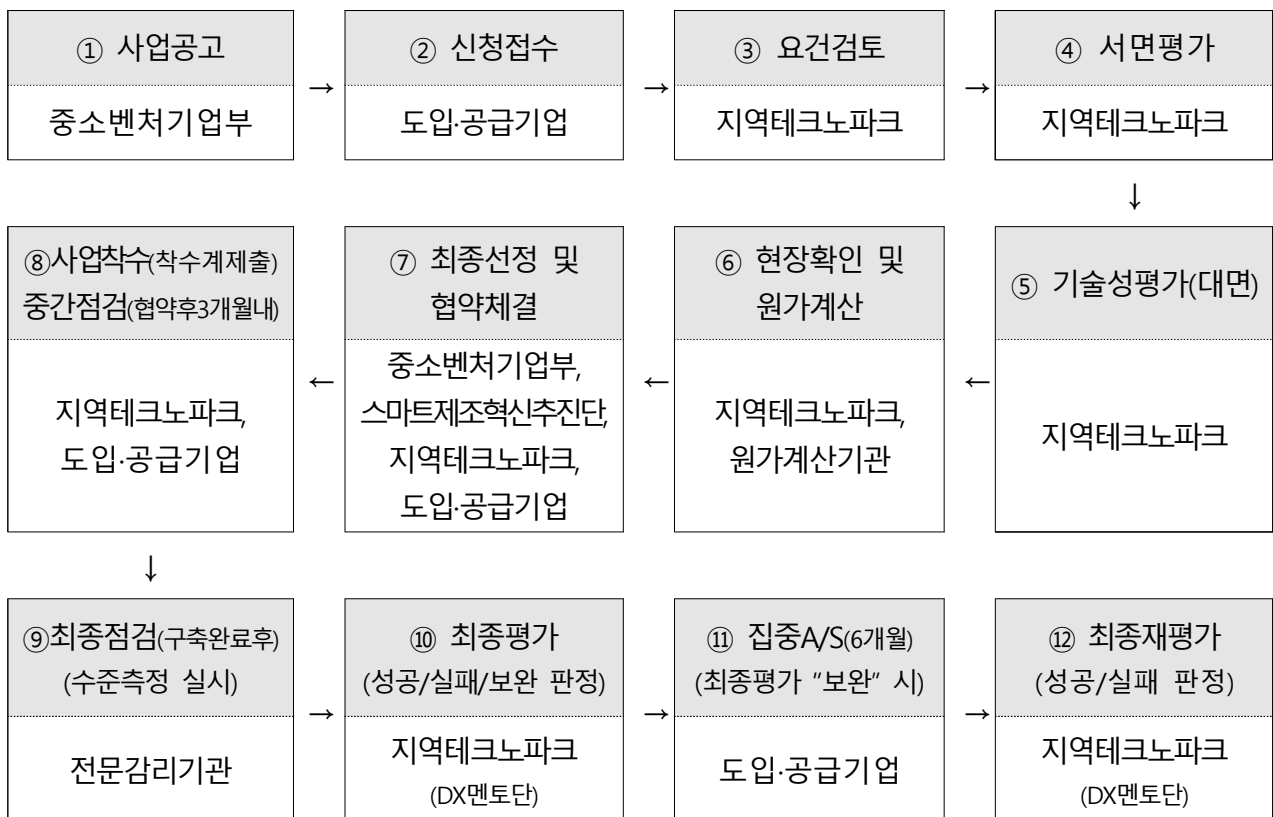 ① 사업공고
중소벤처기업부
→
② 신청접수
도입·공급기업
→
③ 요건검토
지역테크노파크
→
④ 서면평가
지역테크노파크
↓
⑤ 기술성평가(대면)
지역테크노파크
←
⑥ 현장확인 및
원가계산
지역테크노파크,
원가계산기관
←
⑦ 최종선정 및
협약체결
중소벤처기업부,
스마트제조혁신추진단,
지역테크노파크,
도입·공급기업
←
⑧사업착수(착수계제출)
중간점검(협약후3개월내)
지역테크노파크,
도입·공급기업
↓
⑨최종점검(구축완료후)
(수준측정 실시)
전문감리기관
→
⑩ 최종평가
(성공/실패/보완 판정)
지역테크노파크
(DX멘토단)
→
⑪ 집중A/S(6개월)
(최종평가 “보완” 시)
도입·공급기업
→
⑫ 최종재평가
(성공/실패 판정)
지역테크노파크
(DX멘토단)